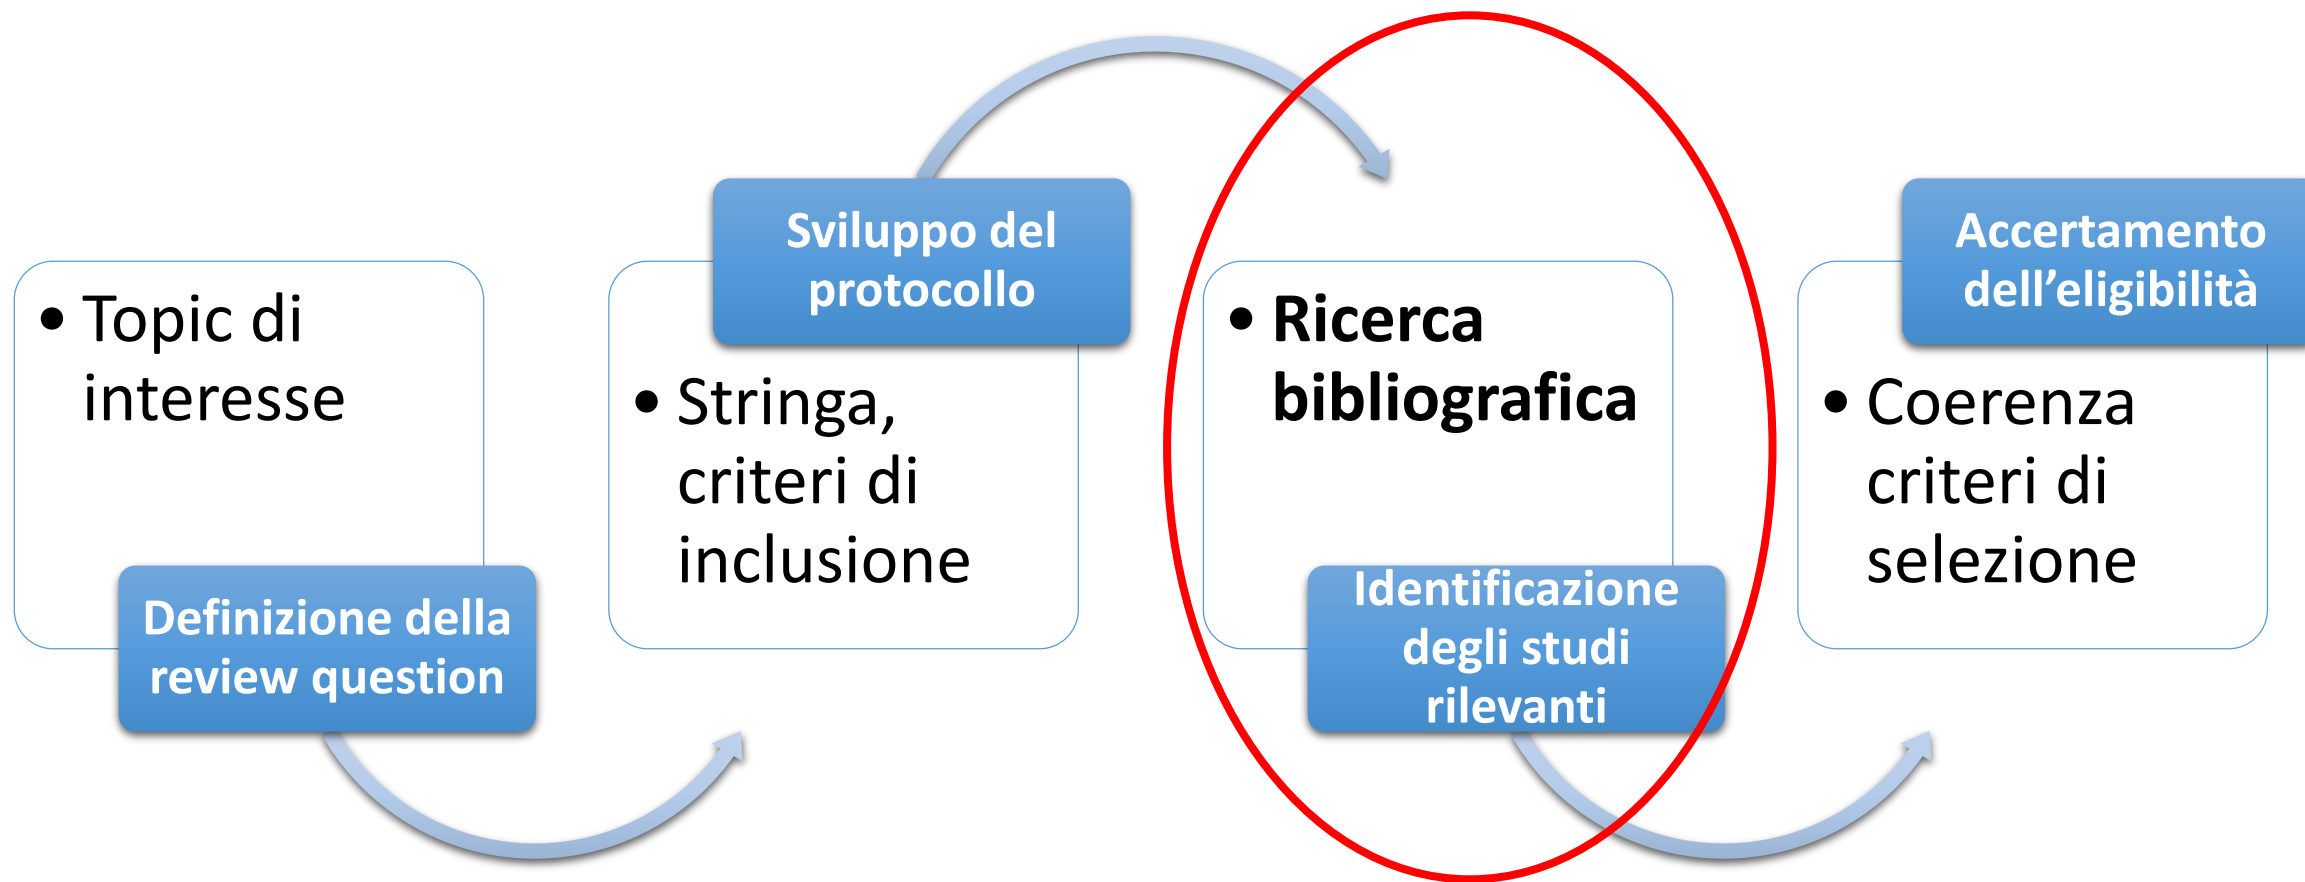 • Topic di
interesse
Definizione della
review question
Sviluppo del
protocollo
• Stringa,
criteri di
inclusione
• Ricerca
bibliografica
Identificazione
degli studi
rilevanti
Accertamento
dell’eligibilità
• Coerenza
criteri di
selezione